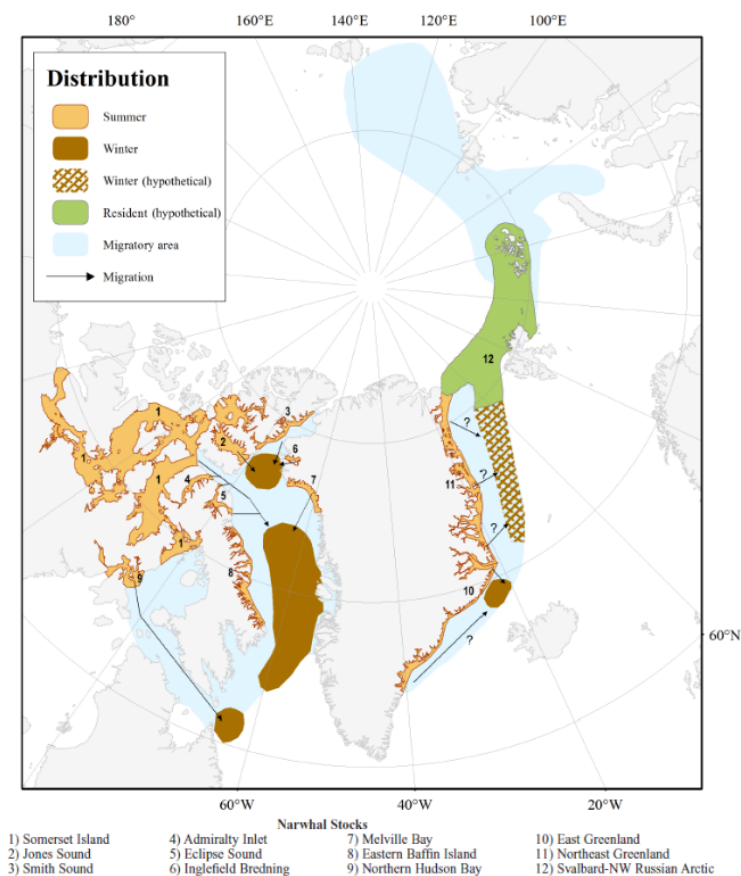 180° 160°E 140°E 120°E 100°E
Distribution
Summer
Winter
Winter (hypothetical)
Resident (hypothetical)
Migratory area
Migration
12
1
3
2
6
?
1
1
4
7
?
5
11
?
1
9
8
10
?
60°N
60°W 40°W 20°W
Narwhal Stocks
1) Somerset Island 4) Admiralty Inlet 7) Melville Bay 10) East Greenland
2) Jones Sound 5) Eclipse Sound 8) Eastern Baffin Island 11) Northeast Greenland
3) Smith Sound 6) Inglefield Bredning 9) Northern Hudson Bay 12) Svalbard-NW Russian Arctic